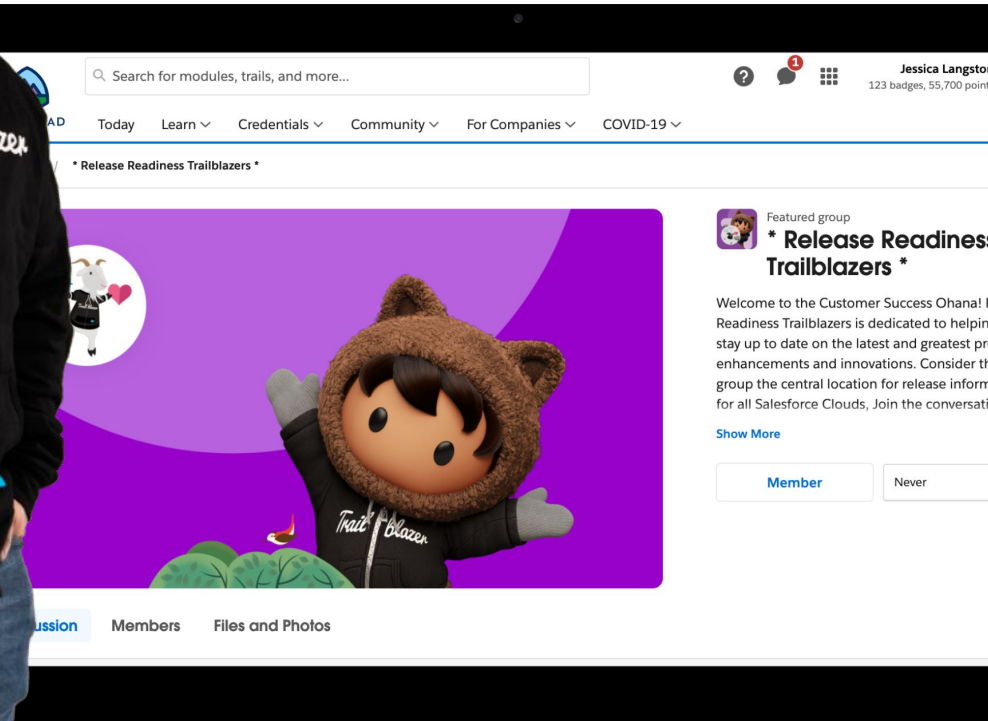 Search for modules, trails, and more...
1
Jessica Langston
123 badges, 55,700 point
AD
Today Learn Credentials Community For Companies COVID-19
zer
/ * Release Readiness Trailblazers *
Featured group
* Release Readiness
Trailblazers *
Welcome to the Customer Success Ohana!
Readiness Trailblazers is dedicated to helpin
stay up to date on the latest and greatest pr
enhancements and innovations. Consider th
group the central location for release inform
for all Salesforce Clouds, Join the conversati
Show More
Member Never
Trail blazer
ussion Members Files and Photos